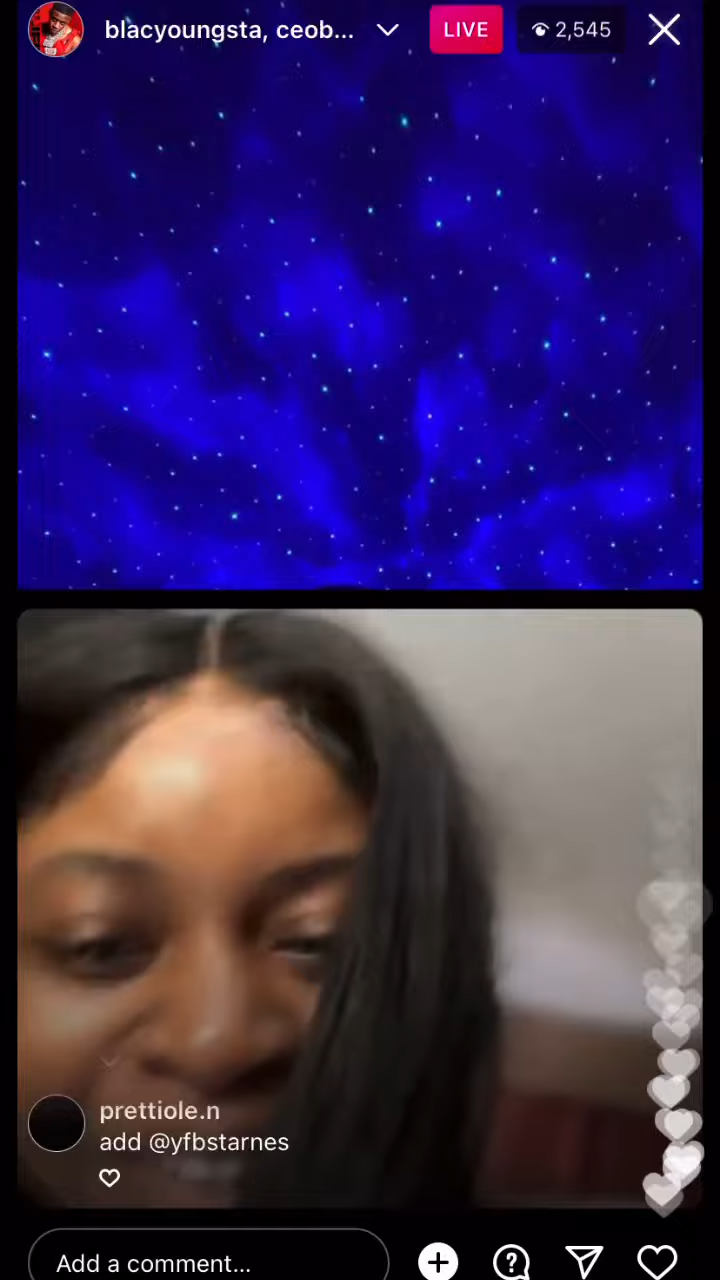 blacyoungsta, ceob...
LIVE
2,545
prettiole.n
add @yfbstarnes
Add a comment...